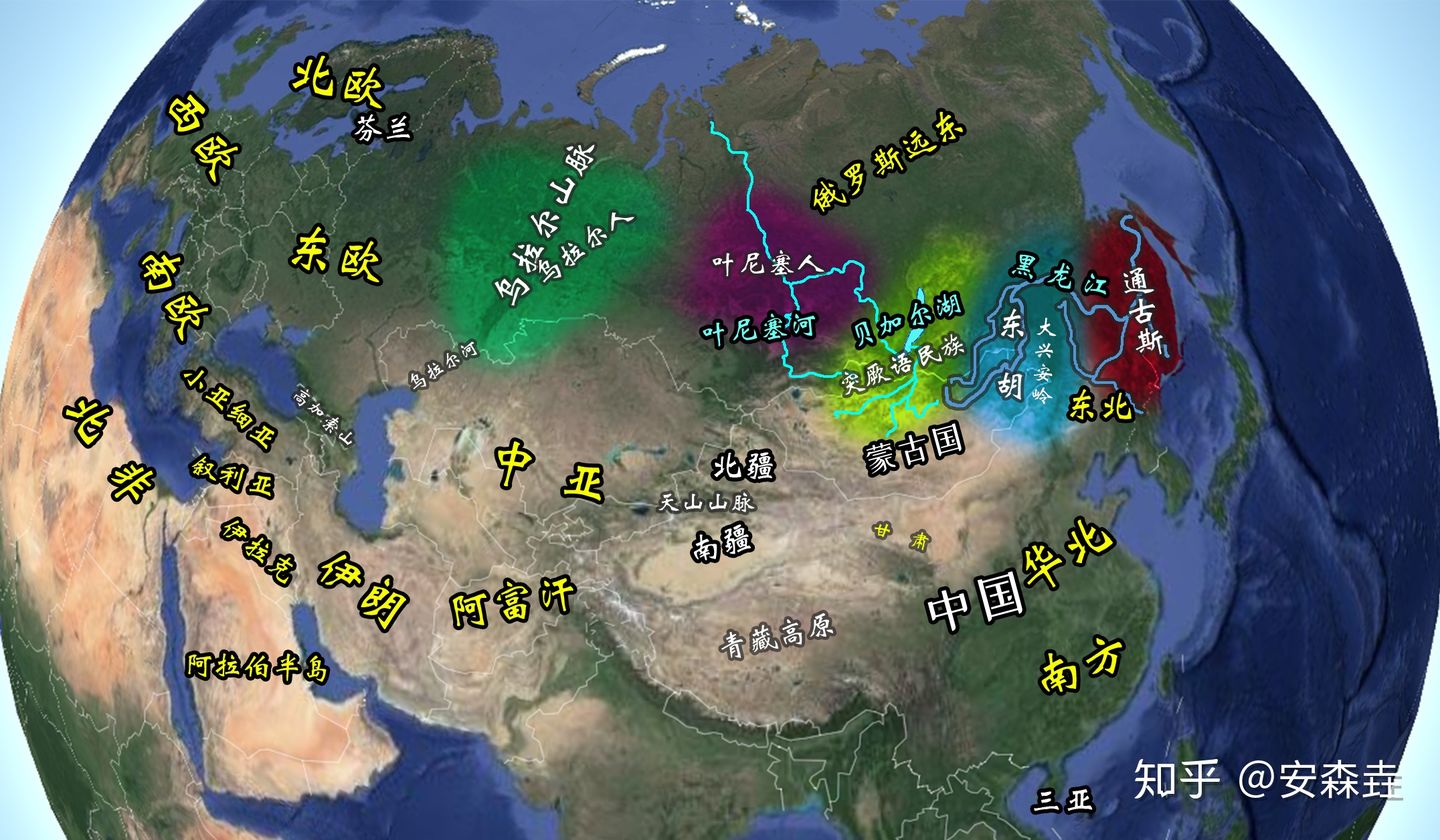 北欧
西欧
芬兰
乌拉尔山脉
乌拉尔人
俄罗斯远东
东欧
南欧
叶尼塞人
叶尼塞河
贝加尔湖
突厥语民族
黑龙江
东胡
大兴安岭
通古斯
东北
蒙古国
乌拉尔河
小亚细亚
高加索山
北非
叙利亚
伊拉克
伊朗
中亚
北疆
天山山脉
南疆
甘肃
阿富汗
中国
华北
青藏高原
阿拉伯半岛
南方
三亚
知乎 @安森垚